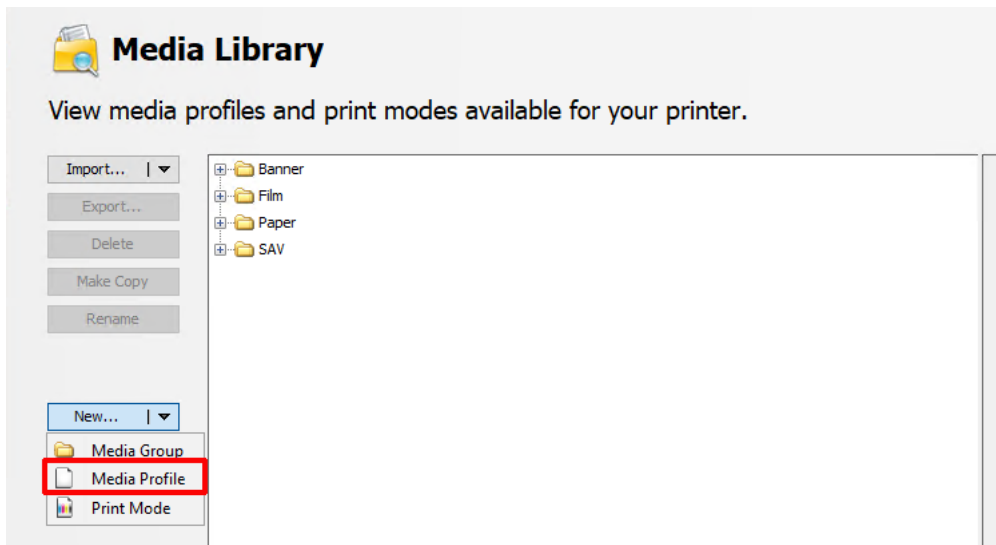 Media Library
View media profiles and print modes available for your printer.
Import...
Export...
Delete
Make Copy
Rename
New...
Media Group
Media Profile
Print Mode
Banner
Film
Paper
SAV